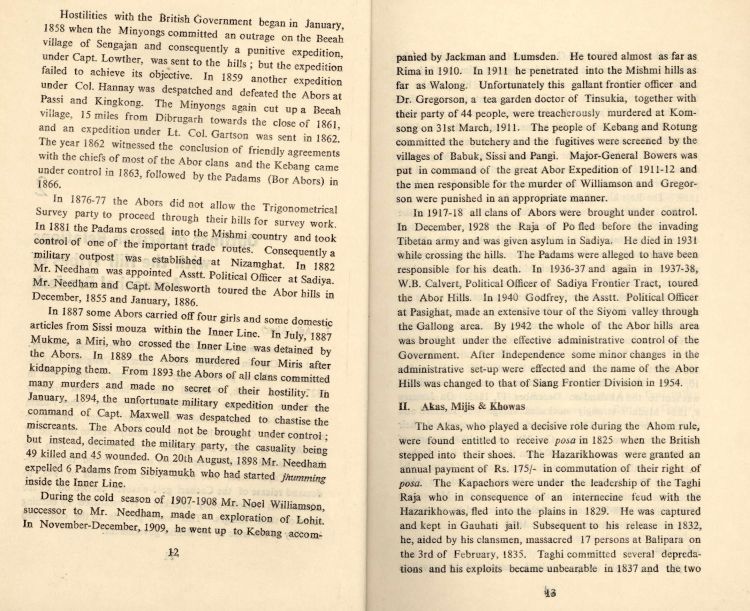 Hostilities with the British Government began in January,
1858 when the Minyongs committed an outrage on the Beeah
village of Sengajan and consequently a punitive expedition,
under Capt. Lowther, was sent to the hills ; but the expedition
failed to achieve its objective. In 1859 another expedition
under Col. Hannay was despatched and defeated the Abors at
Passi and Kingkong. The Minyongs again cut up a Beeah
village, 15 miles from Dibrugarh towards the close of 1861,
and an expedition under Lt. Col. Gartson was sent in 1862.
The year 1862 witnessed the conclusion of friendly agreements
with the chiefs of most of the Abor clans and the Kebang came
under control in 1863, followed by the Padams (Bor Abors) in
1866.
In 1876-77 the Abors did not allow the Trigonometrical
Survey party to proceed through their hills for survey work.
In 1881 the Padams crossed into the Mishmi country and took
control of one of the important trade routes. Consequently a
military outpost was established at Nizamghat. In 1882
Mr. Needham was appointed Asstt. Political Officer at Sadiya.
Mr. Needham and Capt. Molesworth toured the Abor hills in
December, 1855 and January, 1886.
In 1887 some Abors carried off four girls and some domestic
articles from Sissi mouza within the Inner Line. In July, 1887
Mukme, a Miri, who crossed the Inner Line was detained by
the Abors. In 1889 the Abors murdered four Miris after
kidnapping them. From 1893 the Abors of all clans committed
many murders and made no secret of their hostility. In
January, 1894, the unfortunate military expedition under the
command of Capt. Maxwell was despatched to chastise the
miscreants. The Abors could not be brought under control ;
but instead, decimated the military party, the casualty being
49 killed and 45 wounded. On 20th August, 1898 Mr. Needham
expelled 6 Padams from Sibiyamukh who had started jhumming
inside the Inner Line.
During the cold season of 1907-1908 Mr. Noel Williamson,
successor to Mr. Needham, made an exploration of Lohit.
In November-December, 1909, he went up to Kebang accom-
12
panied by Jackman and Lumsden. He toured almost as far as
Rima in 1910. In 1911 he penetrated into the Mishmi hills as
far as Walong. Unfortunately this gallant frontier officer and
Dr. Gregorson, a tea garden doctor of Tinsukia, together with
their party of 44 people, were treacherously murdered at Kom-
song on 31st March, 1911. The people of Kebang and Rotung
committed the butchery and the fugitives were screened by the
villages of Babuk, Sissi and Pangi. Major-General Bowers was
put in command of the great Abor Expedition of 1911-12 and
the men responsible for the murder of Williamson and Gregor-
son were punished in an appropriate manner.
In 1917-18 all clans of Abors were brought under control.
In December, 1928 the Raja of Po fled before the invading
Tibetan army and was given asylum in Sadiya. He died in 1931
while crossing the hills. The Padams were alleged to have been
responsible for his death. In 1936-37 and again in 1937-38,
W.B. Calvert, Political Officer of Sadiya Frontier Tract, toured
the Abor Hills. In 1940 Godfrey, the Asstt. Political Officer
at Pasighat, made an extensive tour of the Siyom valley through
the Gallong area. By 1942 the whole of the Abor hills area
was brought under the effective administrative control of the
Government. After Independence some minor changes in the
administrative set-up were effected and the name of the Abor
Hills was changed to that of Siang Frontier Division in 1954.
II. Akas, Mijis & Khowas
The Akas, who played a decisive role during the Ahom rule,
were found entitled to receive posa in 1825 when the British
stepped into their shoes. The Hazarikhowas were granted an
annual payment of Rs. 175/- in commutation of their right of
posa. The Kapachors were under the leadership of the Taghi
Raja who in consequence of an internecine feud with the
Hazarikhowas, fled into the plains in 1829. He was captured
and kept in Gauhati jail. Subsequent to his release in 1832,
he, aided by his clansmen, massacred 17 persons at Balipara on
the 3rd of February, 1835. Taghi committed several depreda-
tions and his exploits became unbearable in 1837 and the two
13